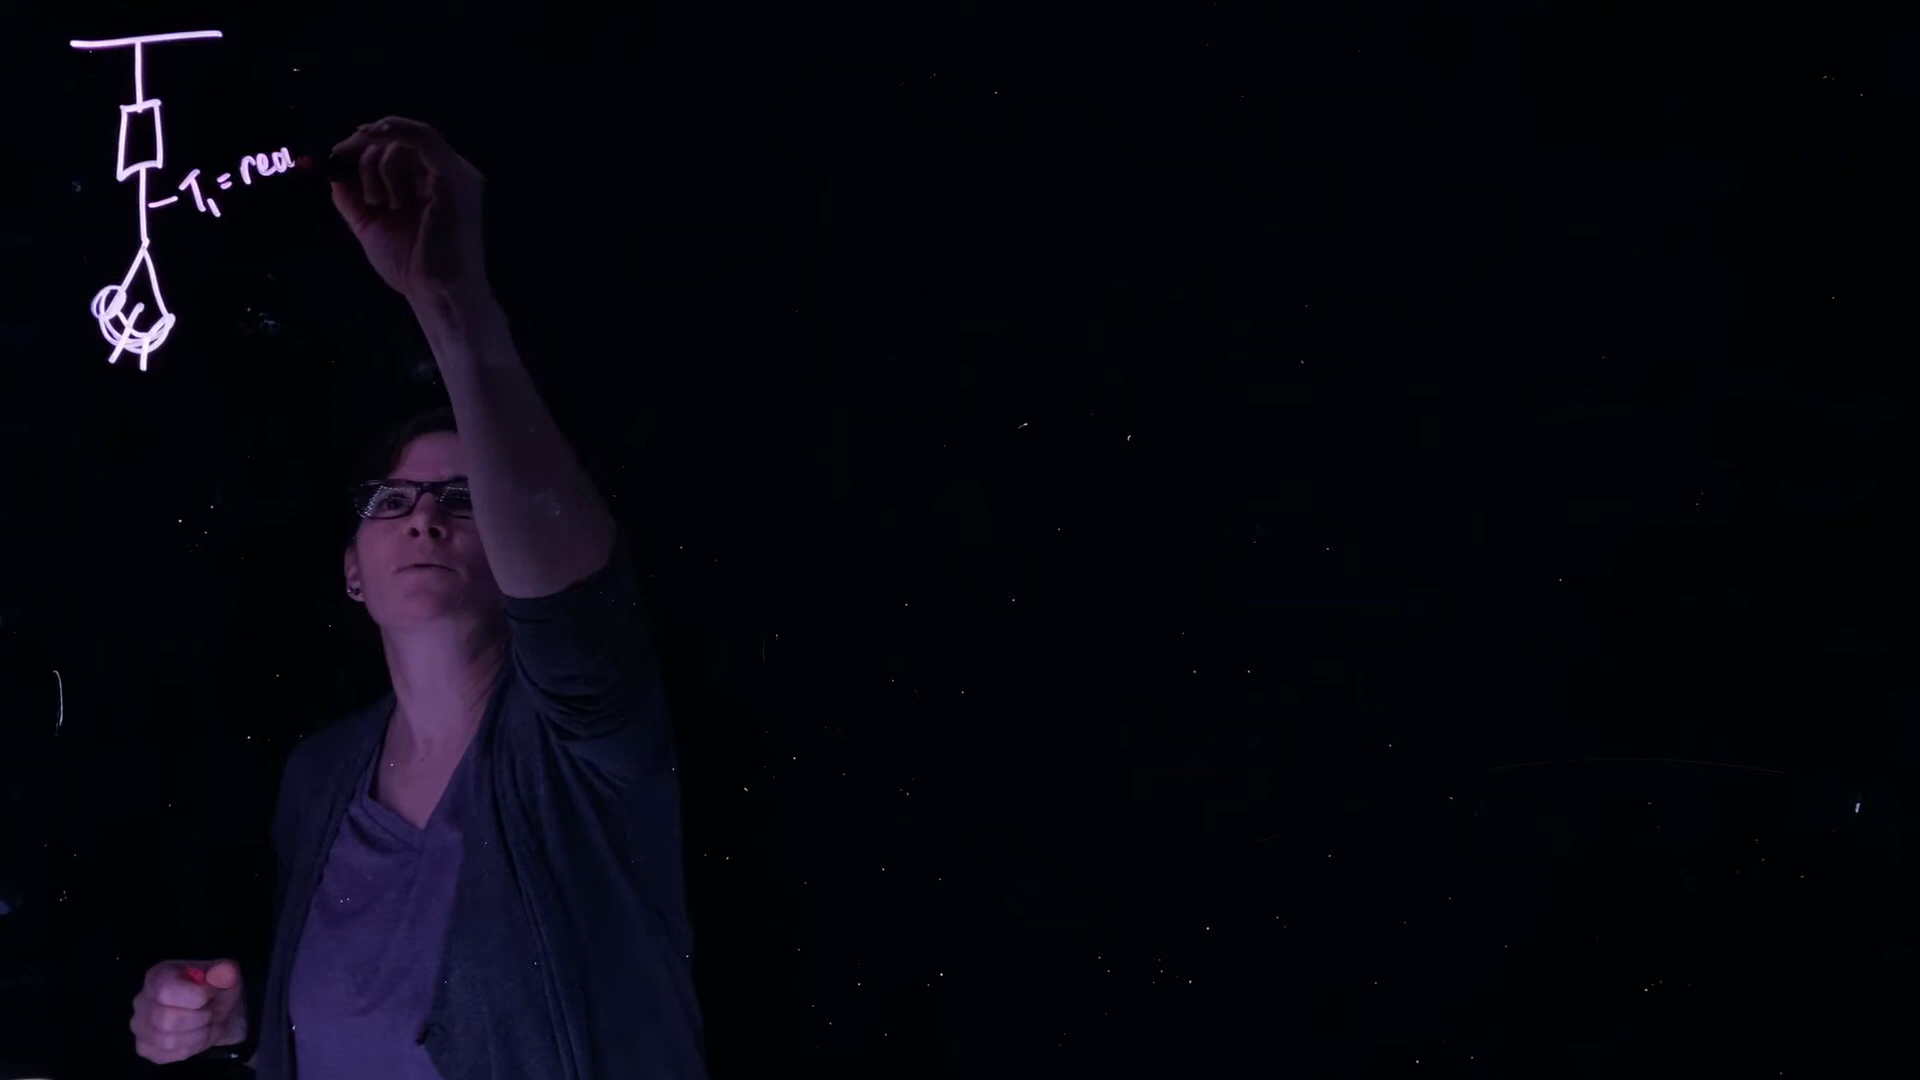 T₁ = rea